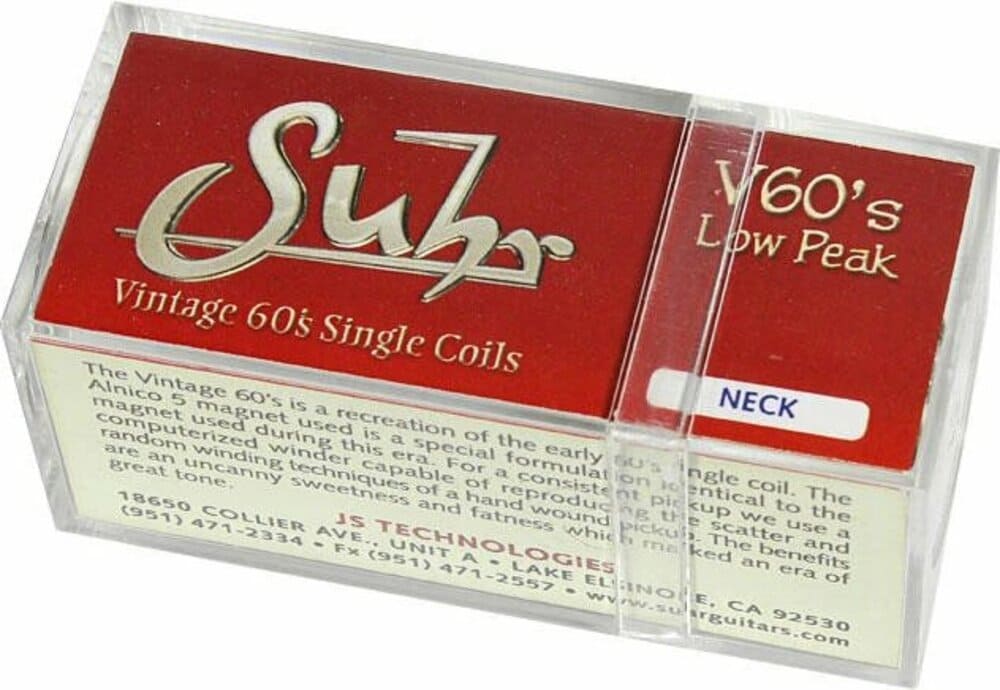 Suhr
Vintage 60's Single Coils
V60's
Low Peak
NECK
The Vintage 60's is a recreation of the early 60's single coil. The
Alnico 5 magnet used is a special formulation identical to the
magnet used during this era. For a consistent pickup we use a
computerized winder capable of reproducing the scatter and
random winding techniques of a hand wound pickup. The benefits
are an uncanny sweetness and fatness which marked an era of
great tone.
JS TECHNOLOGIES
18650 COLLIER AVE., UNIT A • LAKE ELSINORE, CA 92530
(951) 471-2334 • Fx (951) 471-2557 • www.suhrguitars.com